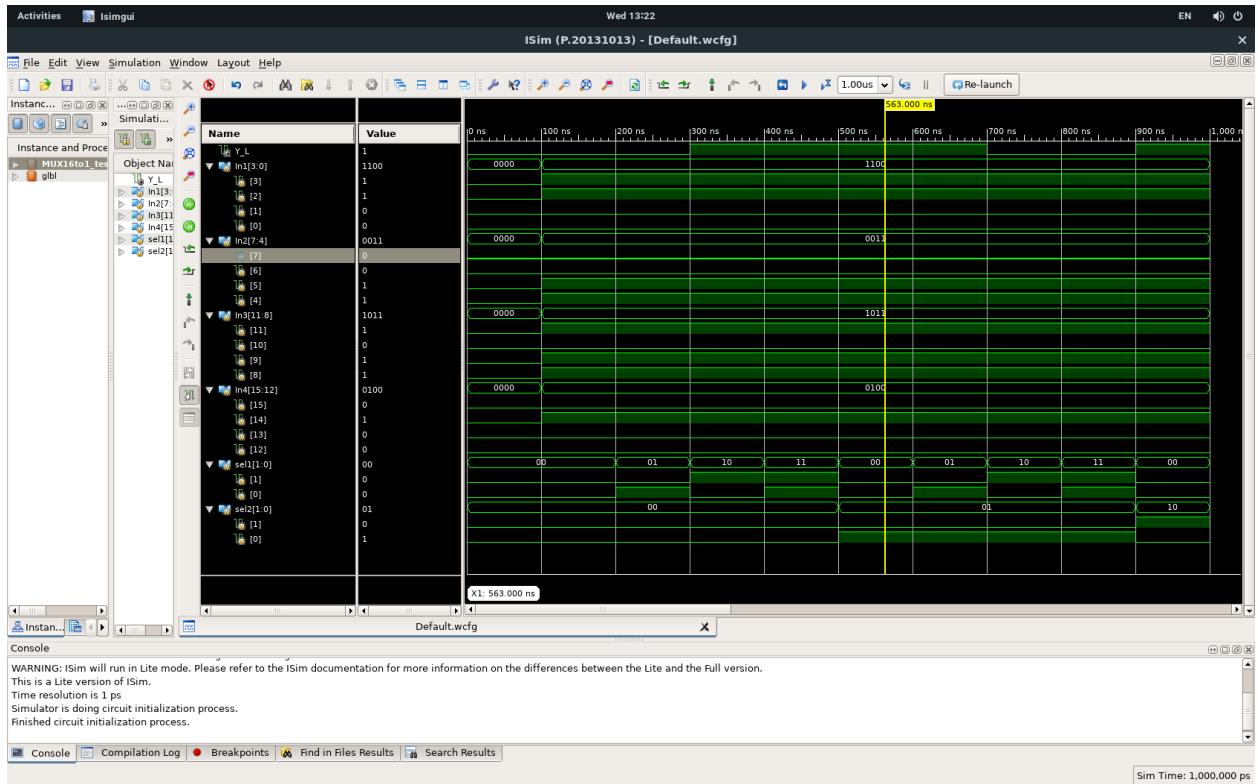 Activities Isimgui Wed 13:22 EN
ISim (P.20131013) - [Default.wcfg]
File Edit View Simulation Window Layout Help
1.00us Re-launch
Instanc...
Simulati...
Instance and Proce
MUX16to1_tes
glbl
Object Nar
Y_L
In1[3:
In2[7:
In3[11
In4[15
sel1[1
sel2[1
Name Value
Y_L 1
In1[3:0] 1100
[3] 1
[2] 1
[1] 0
[0] 0
In2[7:4] 0011
[7] 0
[6] 0
[5] 1
[4] 1
In3[11:8] 1011
[11] 1
[10] 0
[9] 1
[8] 1
In4[15:12] 0100
[15] 0
[14] 1
[13] 0
[12] 0
sel1[1:0] 00
[1] 0
[0] 0
sel2[1:0] 01
[1] 0
[0] 1
563.000 ns
0 ns 100 ns 200 ns 300 ns 400 ns 500 ns 600 ns 700 ns 800 ns 900 ns 1,000 n
0000 1100
0000 0011
0000 1011
0000 0100
00 01 10 11 00 01 10 11 00
00 01 10
X1: 563.000 ns
Instan...
Default.wcfg
Console
WARNING: ISim will run in Lite mode. Please refer to the ISim documentation for more information on the differences between the Lite and the Full version.
This is a Lite version of ISim.
Time resolution is 1 ps
Simulator is doing circuit initialization process.
Finished circuit initialization process.
Console Compilation Log Breakpoints Find in Files Results Search Results
Sim Time: 1,000,000 ps